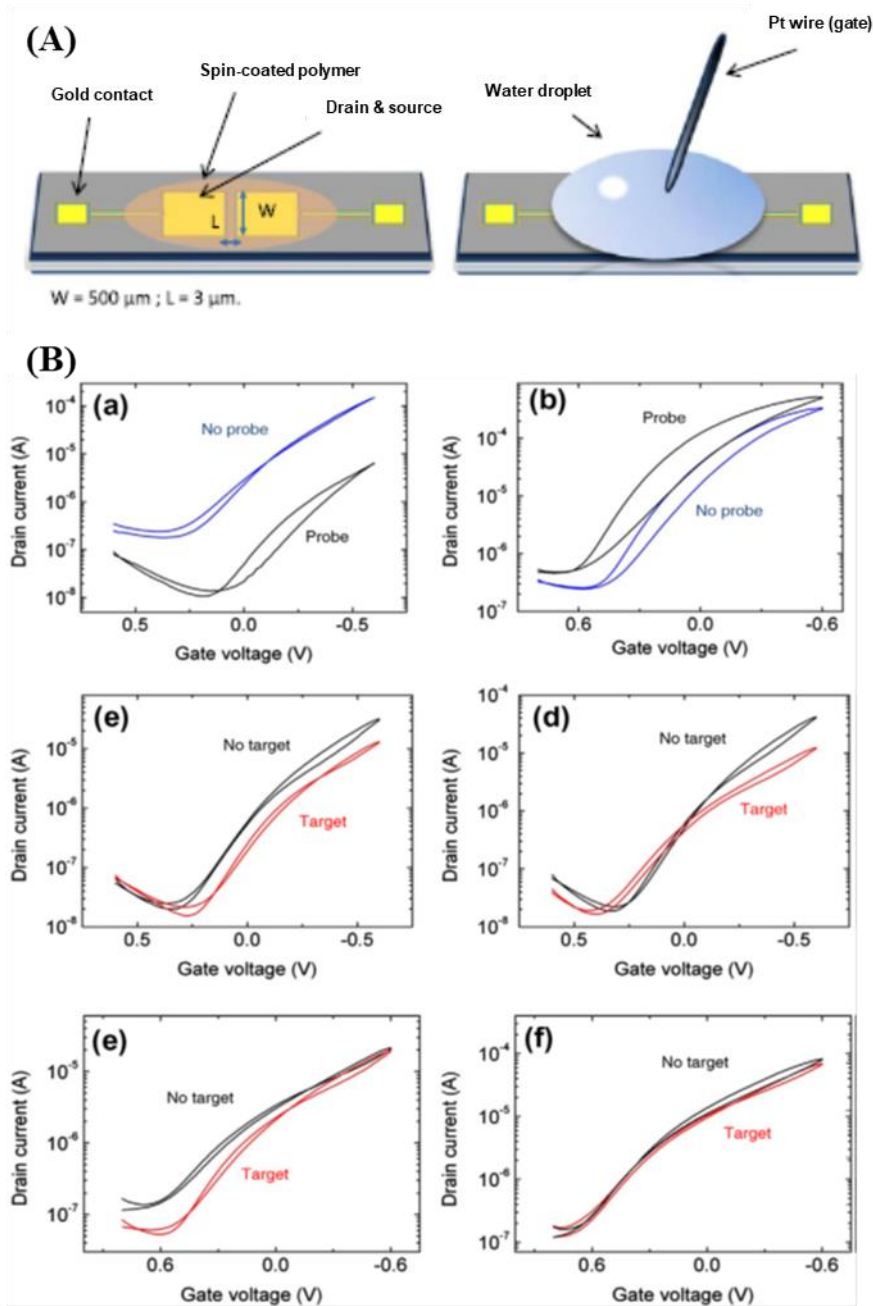 (A)
Pt wire (gate)
Spin-coated polymer
Gold contact
Drain & source
Water droplet
L
W
W = 500 µm ; L = 3 µm.
(B)
(a)
No probe
Probe
10⁻⁴
10⁻⁵
10⁻⁶
10⁻⁷
10⁻⁸
Drain current (A)
0.5 0.0 -0.5
Gate voltage (V)
(b)
Probe
No probe
10⁻⁴
10⁻⁵
10⁻⁶
10⁻⁷
Drain current (A)
0.6 0.0 -0.6
Gate voltage (V)
(e)
No target
Target
10⁻⁵
10⁻⁶
10⁻⁷
10⁻⁸
Drain current (A)
0.5 0.0 -0.5
Gate voltage (V)
(d)
No target
Target
10⁻⁴
10⁻⁵
10⁻⁶
10⁻⁷
10⁻⁸
Drain current (A)
0.5 0.0 -0.5
Gate voltage (V)
(e)
No target
Target
10⁻⁵
10⁻⁶
10⁻⁷
Drain current (A)
0.6 0.0 -0.6
Gate voltage (V)
(f)
No target
Target
10⁻⁴
10⁻⁵
10⁻⁶
10⁻⁷
Drain current (A)
0.6 0.0 -0.6
Gate voltage (V)